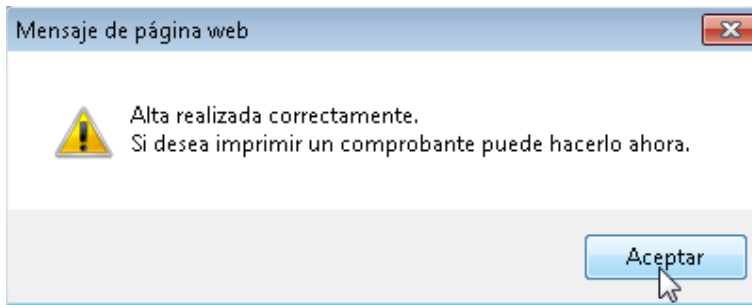 Mensaje de página web
Alta realizada correctamente.
Si desea imprimir un comprobante puede hacerlo ahora.
Aceptar